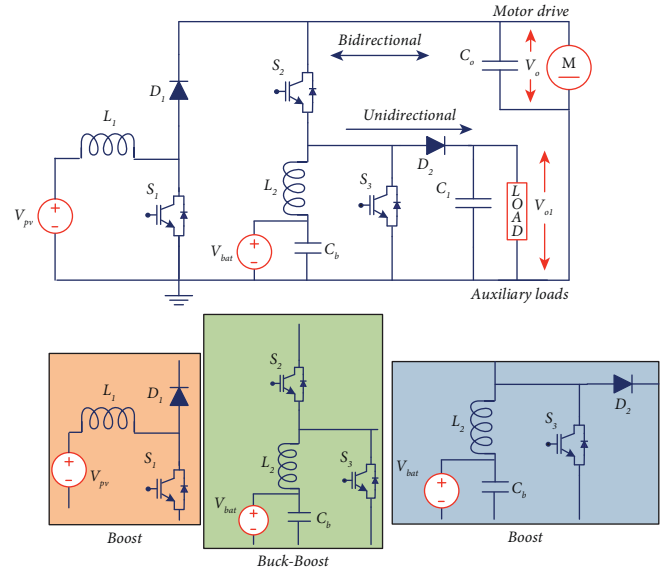 Motor drive
Bidirectional
S2
Co
Vo
M
D1
L1
Unidirectional
D2
S1
L2
S3
C1
LOAD
Vo1
Vpv
Vbat
Cb
Auxiliary loads
L1
D1
S1
Vpv
Boost
S2
L2
S3
Vbat
Cb
Buck-Boost
L2
S3
D2
Vbat
Cb
Boost